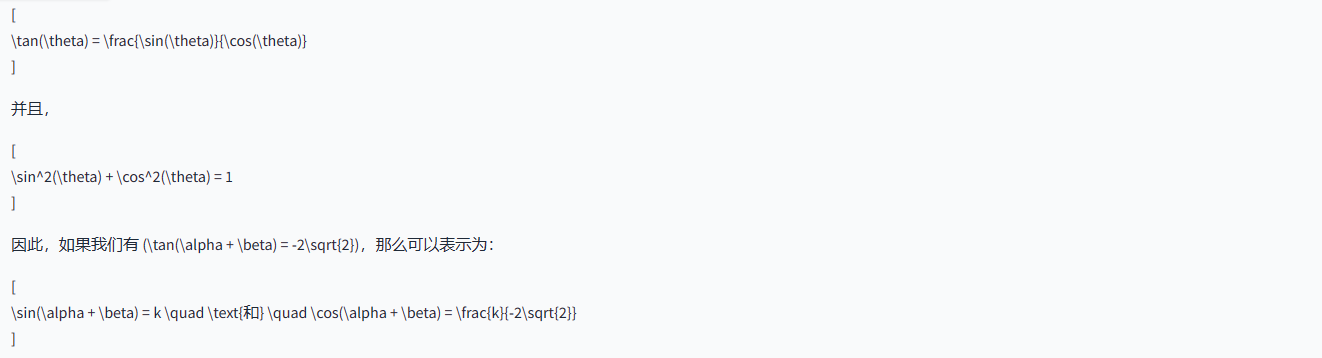 [
\tan(\theta) = \frac{\sin(\theta)}{\cos(\theta)}
]
并且，
[
\sin^2(\theta) + \cos^2(\theta) = 1
]
因此，如果我们有 (\tan(\alpha + \beta) = -2\sqrt{2})，那么可以表示为：
[
\sin(\alpha + \beta) = k \quad \text{和} \quad \cos(\alpha + \beta) = \frac{k}{-2\sqrt{2}}
]